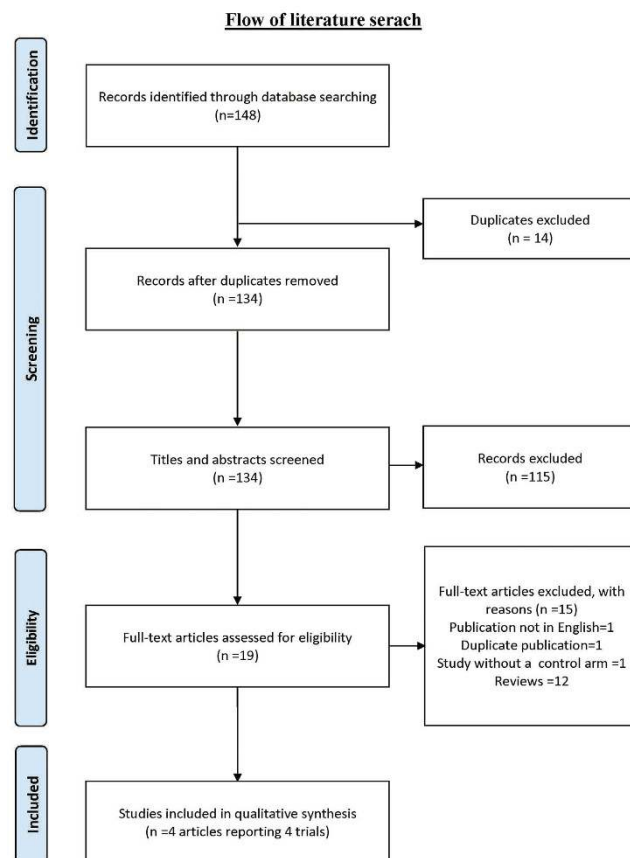 Flow of literature serach
Identification
Records identified through database searching
(n=148)
Duplicates excluded
(n = 14)
Records after duplicates removed
(n =134)
Screening
Titles and abstracts screened
(n =134)
Records excluded
(n =115)
Eligibility
Full-text articles assessed for eligibility
(n =19)
Full-text articles excluded, with
reasons (n =15)
Publication not in English=1
Duplicate publication=1
Study without a control arm =1
Reviews =12
Included
Studies included in qualitative synthesis
(n =4 articles reporting 4 trials)